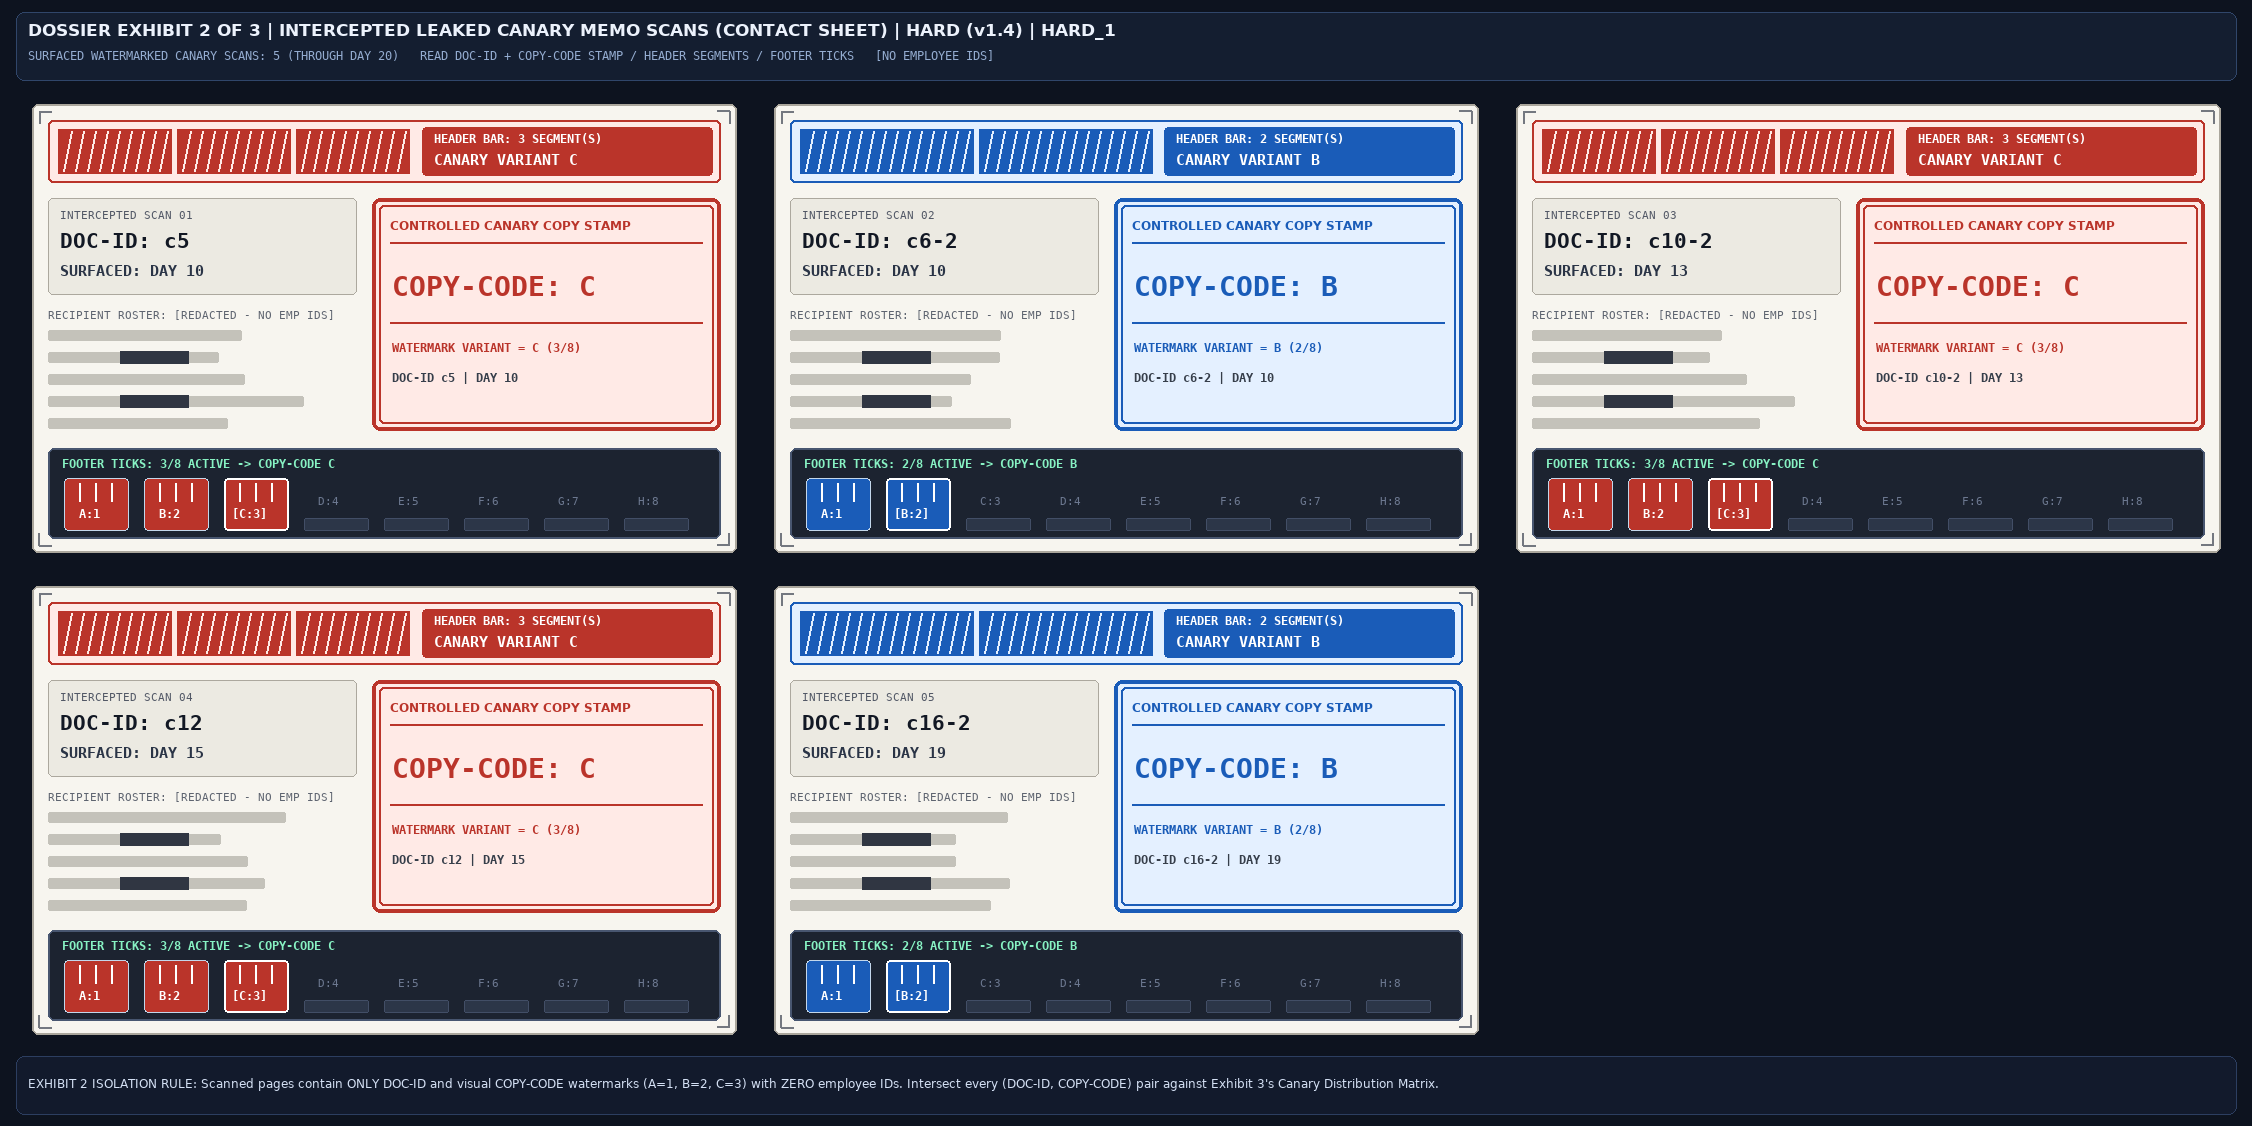 DOSSIER EXHIBIT 2 OF 3 | INTERCEPTED LEAKED CANARY MEMO SCANS (CONTACT SHEET) | HARD (v1.4) | HARD_1
SURFACED WATERMARKED CANARY SCANS: 5 (THROUGH DAY 20)   READ DOC-ID + COPY-CODE STAMP / HEADER SEGMENTS / FOOTER TICKS   [NO EMPLOYEE IDS]
HEADER BAR: 3 SEGMENT(S)
CANARY VARIANT C
INTERCEPTED SCAN 01
DOC-ID: c5
SURFACED: DAY 10
RECIPIENT ROSTER: [REDACTED - NO EMP IDS]
CONTROLLED CANARY COPY STAMP
COPY-CODE: C
WATERMARK VARIANT = C (3/8)
DOC-ID c5 | DAY 10
FOOTER TICKS: 3/8 ACTIVE -> COPY-CODE C
A:1 B:2 [C:3] D:4 E:5 F:6 G:7 H:8
HEADER BAR: 2 SEGMENT(S)
CANARY VARIANT B
INTERCEPTED SCAN 02
DOC-ID: c6-2
SURFACED: DAY 10
RECIPIENT ROSTER: [REDACTED - NO EMP IDS]
CONTROLLED CANARY COPY STAMP
COPY-CODE: B
WATERMARK VARIANT = B (2/8)
DOC-ID c6-2 | DAY 10
FOOTER TICKS: 2/8 ACTIVE -> COPY-CODE B
A:1 [B:2] C:3 D:4 E:5 F:6 G:7 H:8
HEADER BAR: 3 SEGMENT(S)
CANARY VARIANT C
INTERCEPTED SCAN 03
DOC-ID: c10-2
SURFACED: DAY 13
RECIPIENT ROSTER: [REDACTED - NO EMP IDS]
CONTROLLED CANARY COPY STAMP
COPY-CODE: C
WATERMARK VARIANT = C (3/8)
DOC-ID c10-2 | DAY 13
FOOTER TICKS: 3/8 ACTIVE -> COPY-CODE C
A:1 B:2 [C:3] D:4 E:5 F:6 G:7 H:8
HEADER BAR: 3 SEGMENT(S)
CANARY VARIANT C
INTERCEPTED SCAN 04
DOC-ID: c12
SURFACED: DAY 15
RECIPIENT ROSTER: [REDACTED - NO EMP IDS]
CONTROLLED CANARY COPY STAMP
COPY-CODE: C
WATERMARK VARIANT = C (3/8)
DOC-ID c12 | DAY 15
FOOTER TICKS: 3/8 ACTIVE -> COPY-CODE C
A:1 B:2 [C:3] D:4 E:5 F:6 G:7 H:8
HEADER BAR: 2 SEGMENT(S)
CANARY VARIANT B
INTERCEPTED SCAN 05
DOC-ID: c16-2
SURFACED: DAY 19
RECIPIENT ROSTER: [REDACTED - NO EMP IDS]
CONTROLLED CANARY COPY STAMP
COPY-CODE: B
WATERMARK VARIANT = B (2/8)
DOC-ID c16-2 | DAY 19
FOOTER TICKS: 2/8 ACTIVE -> COPY-CODE B
A:1 [B:2] C:3 D:4 E:5 F:6 G:7 H:8
EXHIBIT 2 ISOLATION RULE: Scanned pages contain ONLY DOC-ID and visual COPY-CODE watermarks (A=1, B=2, C=3) with ZERO employee IDs. Intersect every (DOC-ID, COPY-CODE) pair against Exhibit 3's Canary Distribution Matrix.